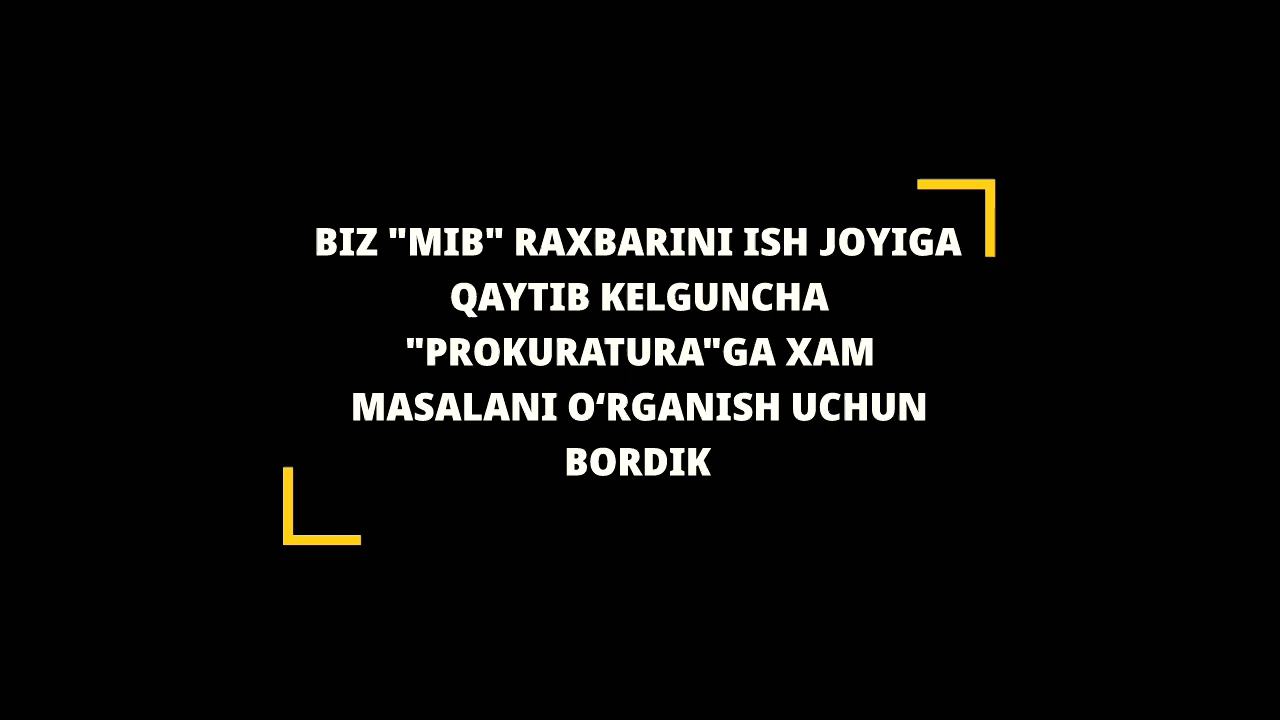 BIZ "MIB" RAXBARINI ISH JOYIGA
QAYTIB KELGUNCHA
"PROKURATURA"GA XAM
MASALANI O‘RGANISH UCHUN
BORDIK